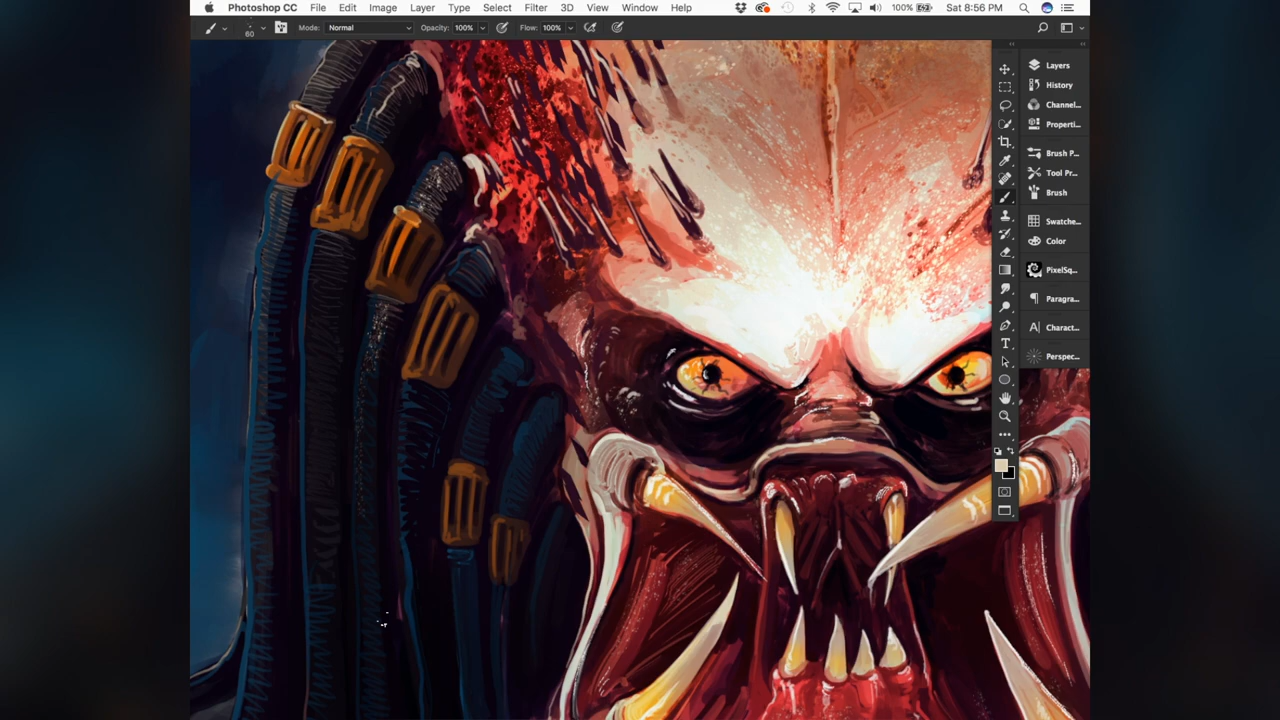 Photoshop CC File Edit Image Layer Type Select Filter 3D View Window Help 100% Sat 8:56 PM
60 Mode: Normal Opacity: 100% Flow: 100%
Layers
History
Channel...
Properti...
Brush P...
Tool Pr...
Brush
Swatche...
Color
PixelSq...
Paragra...
Charact...
Perspec...